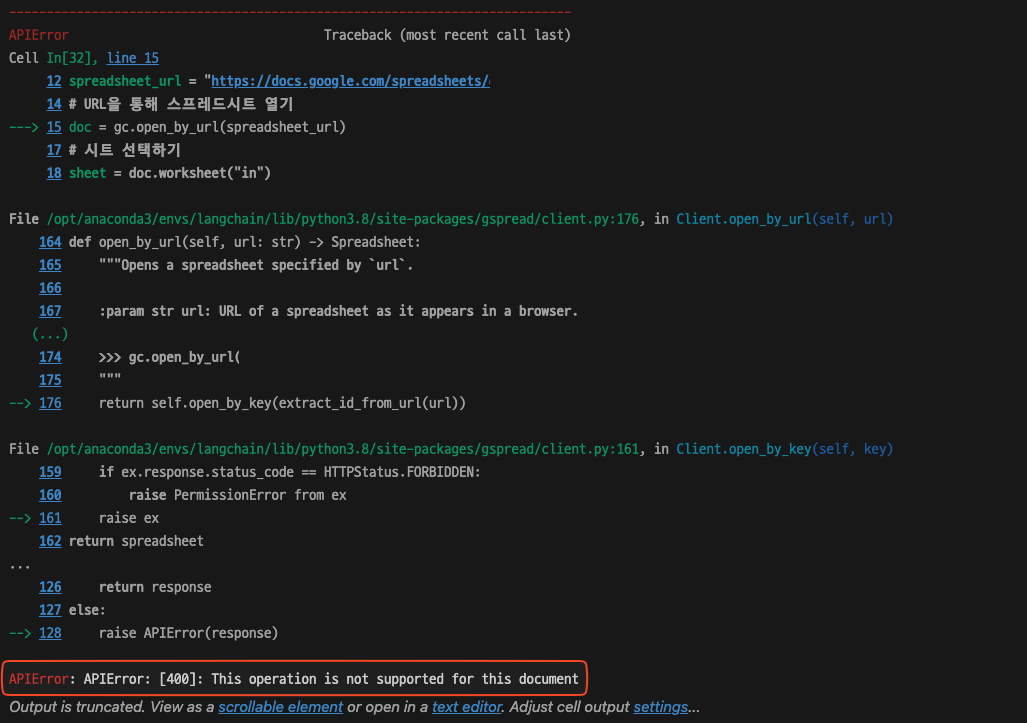 ---------------------------------------------------------------------------
APIError                                  Traceback (most recent call last)
Cell In[32], line 15
     12 spreadsheet_url = "https://docs.google.com/spreadsheets/
     14 # URL을 통해 스프레드시트 열기
---> 15 doc = gc.open_by_url(spreadsheet_url)
     17 # 시트 선택하기
     18 sheet = doc.worksheet("in")
File /opt/anaconda3/envs/langchain/lib/python3.8/site-packages/gspread/client.py:176, in Client.open_by_url(self, url)
    164 def open_by_url(self, url: str) -> Spreadsheet:
    165     """Opens a spreadsheet specified by `url`.
    166
    167     :param str url: URL of a spreadsheet as it appears in a browser.
   (...)
    174     >>> gc.open_by_url(
    175     """
--> 176     return self.open_by_key(extract_id_from_url(url))
File /opt/anaconda3/envs/langchain/lib/python3.8/site-packages/gspread/client.py:161, in Client.open_by_key(self, key)
    159     if ex.response.status_code == HTTPStatus.FORBIDDEN:
    160         raise PermissionError from ex
--> 161     raise ex
    162 return spreadsheet
...
    126     return response
    127 else:
--> 128     raise APIError(response)
APIError: APIError: [400]: This operation is not supported for this document
Output is truncated. View as a scrollable element or open in a text editor. Adjust cell output settings...